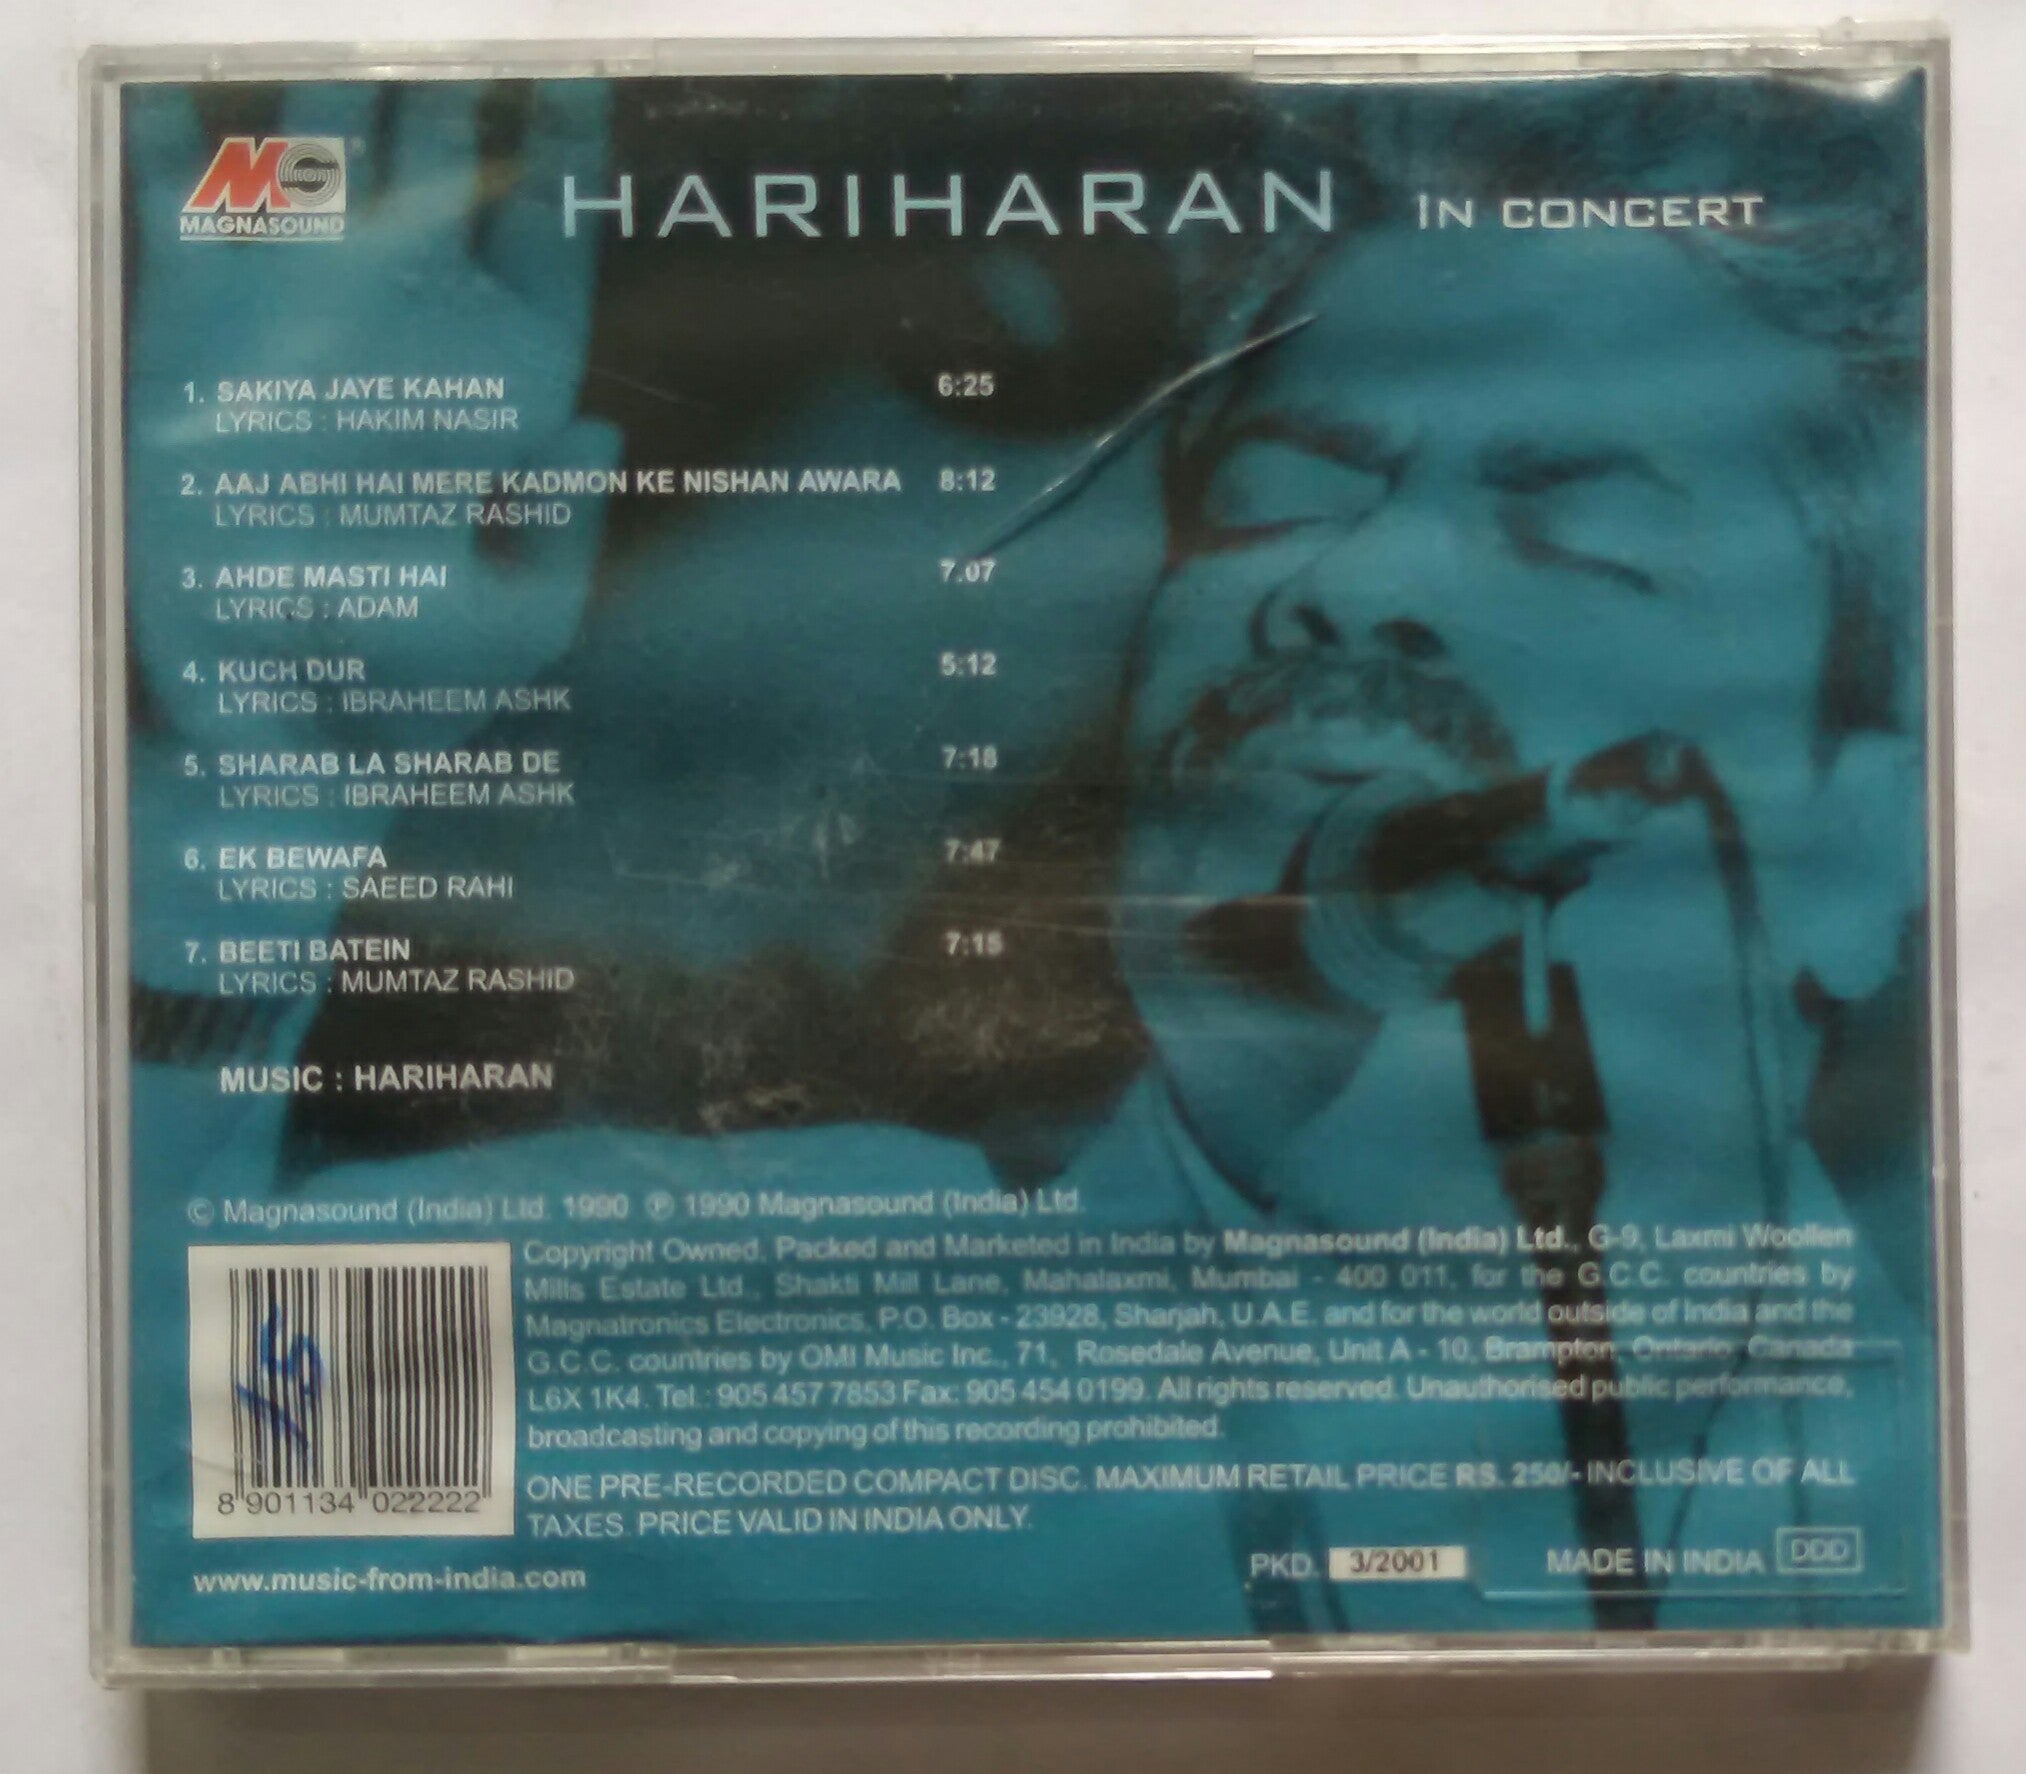 MC
MAGNASOUND
HARIHARAN IN CONCERT
1. SAKIYA JAYE KAHAN 6:25
LYRICS : HAKIM NASIR
2. AAJ ABHI HAI MERE KADMON KE NISHAN AWARA 8:12
LYRICS : MUMTAZ RASHID
3. AHDE MASTI HAI 7.07
LYRICS : ADAM
4. KUCH DUR 5:12
LYRICS : IBRAHEEM ASHK
5. SHARAB LA SHARAB DE 7:18
LYRICS : IBRAHEEM ASHK
6. EK BEWAFA 7:47
LYRICS : SAEED RAHI
7. BEETI BATEIN 7:15
LYRICS : MUMTAZ RASHID
MUSIC : HARIHARAN
© Magnasound (India) Ltd. 1990 ℗ 1990 Magnasound (India) Ltd.
Copyright Owned. Packed and Marketed in India by Magnasound (India) Ltd., G-9, Laxmi Woollen
Mills Estate Ltd., Shakti Mill Lane, Mahalaxmi, Mumbai - 400 011. for the G.C.C. countries by
Magnatronics Electronics, P.O. Box - 23928, Sharjah, U.A.E. and for the world outside of India and the
G.C.C. countries by OMI Music Inc., 71, Rosedale Avenue, Unit A - 10, Brampton, Ontario, Canada
L6X 1K4. Tel.: 905 457 7853 Fax: 905 454 0199. All rights reserved. Unauthorised public performance,
broadcasting and copying of this recording prohibited.
ONE PRE-RECORDED COMPACT DISC. MAXIMUM RETAIL PRICE RS. 250/- INCLUSIVE OF ALL
TAXES. PRICE VALID IN INDIA ONLY.
8 901134 022222
www.music-from-india.com
PKD. 3/2001 MADE IN INDIA DDD